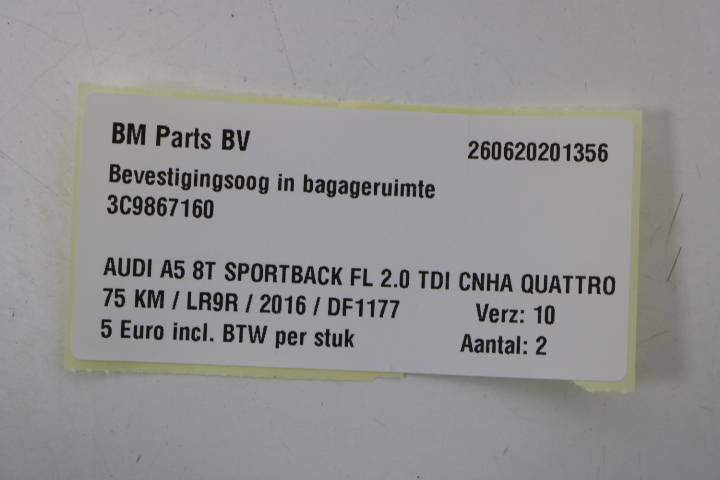 BM Parts BV
260620201356
Bevestigingsoog in bagageruimte
3C9867160
AUDI A5 8T SPORTBACK FL 2.0 TDI CNHA QUATTRO
75 KM / LR9R / 2016 / DF1177
Verz: 10
5 Euro incl. BTW per stuk
Aantal: 2